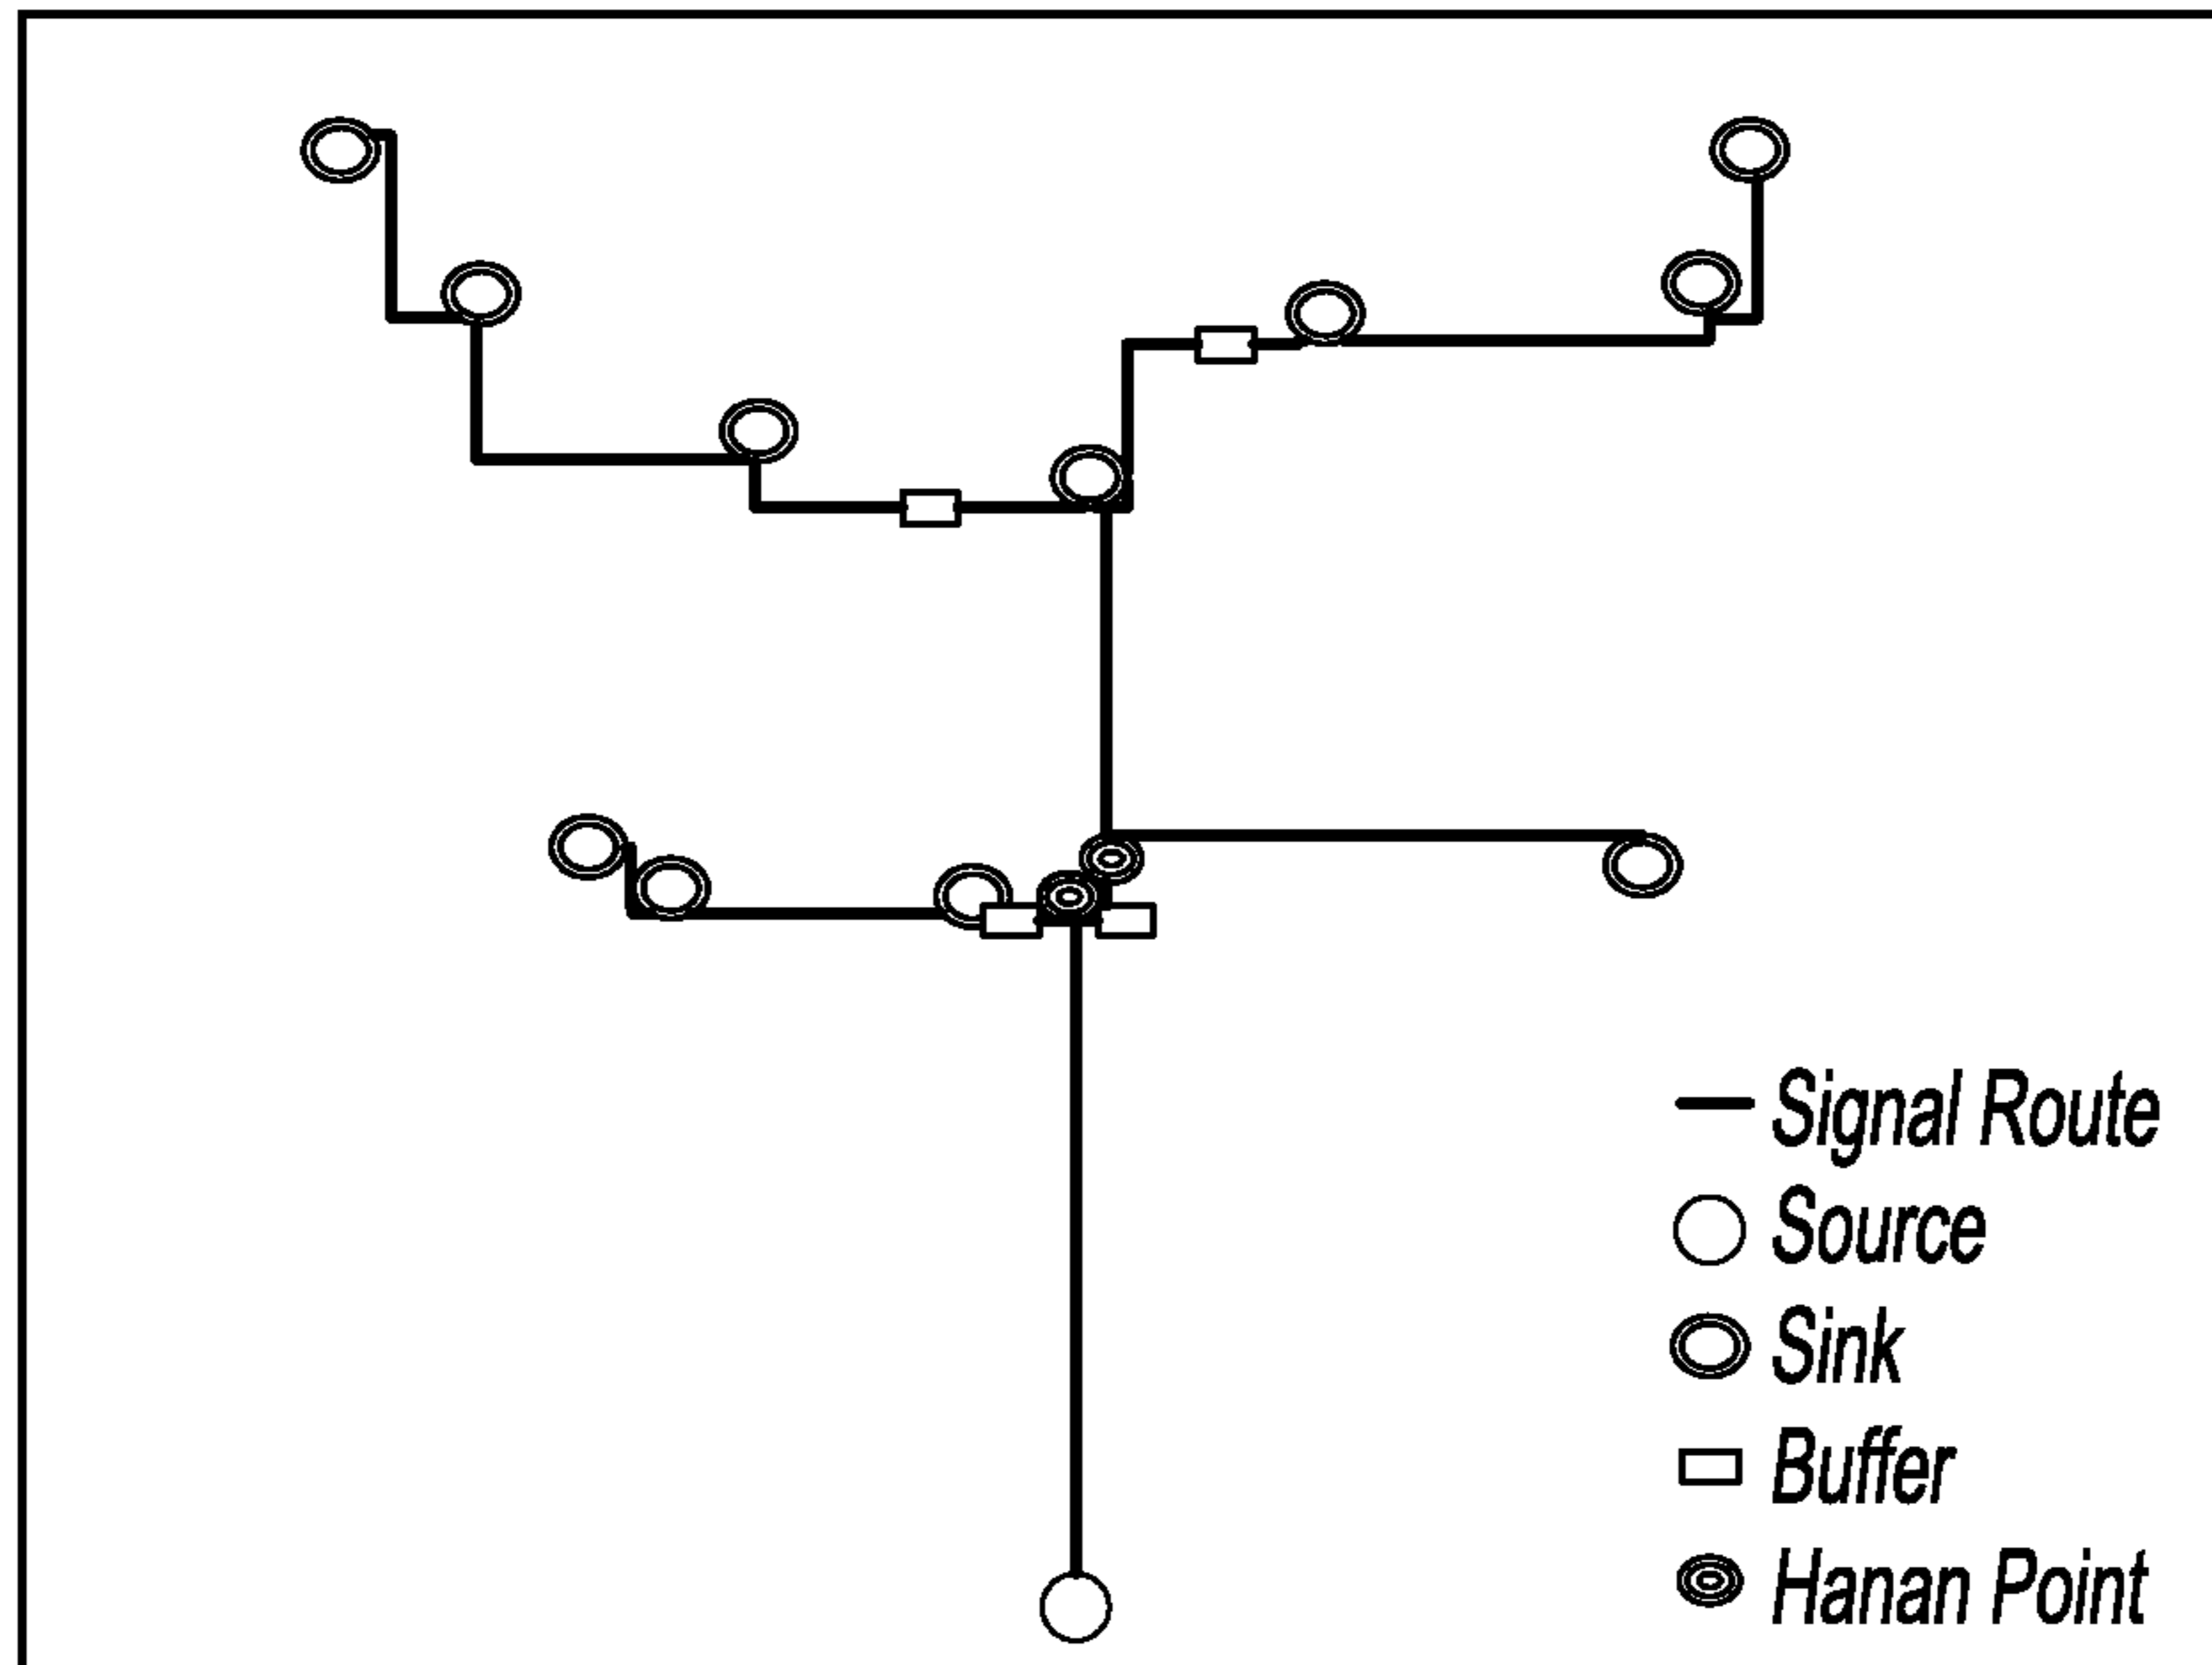 Signal Route
Source
Sink
Buffer
Hanan Point